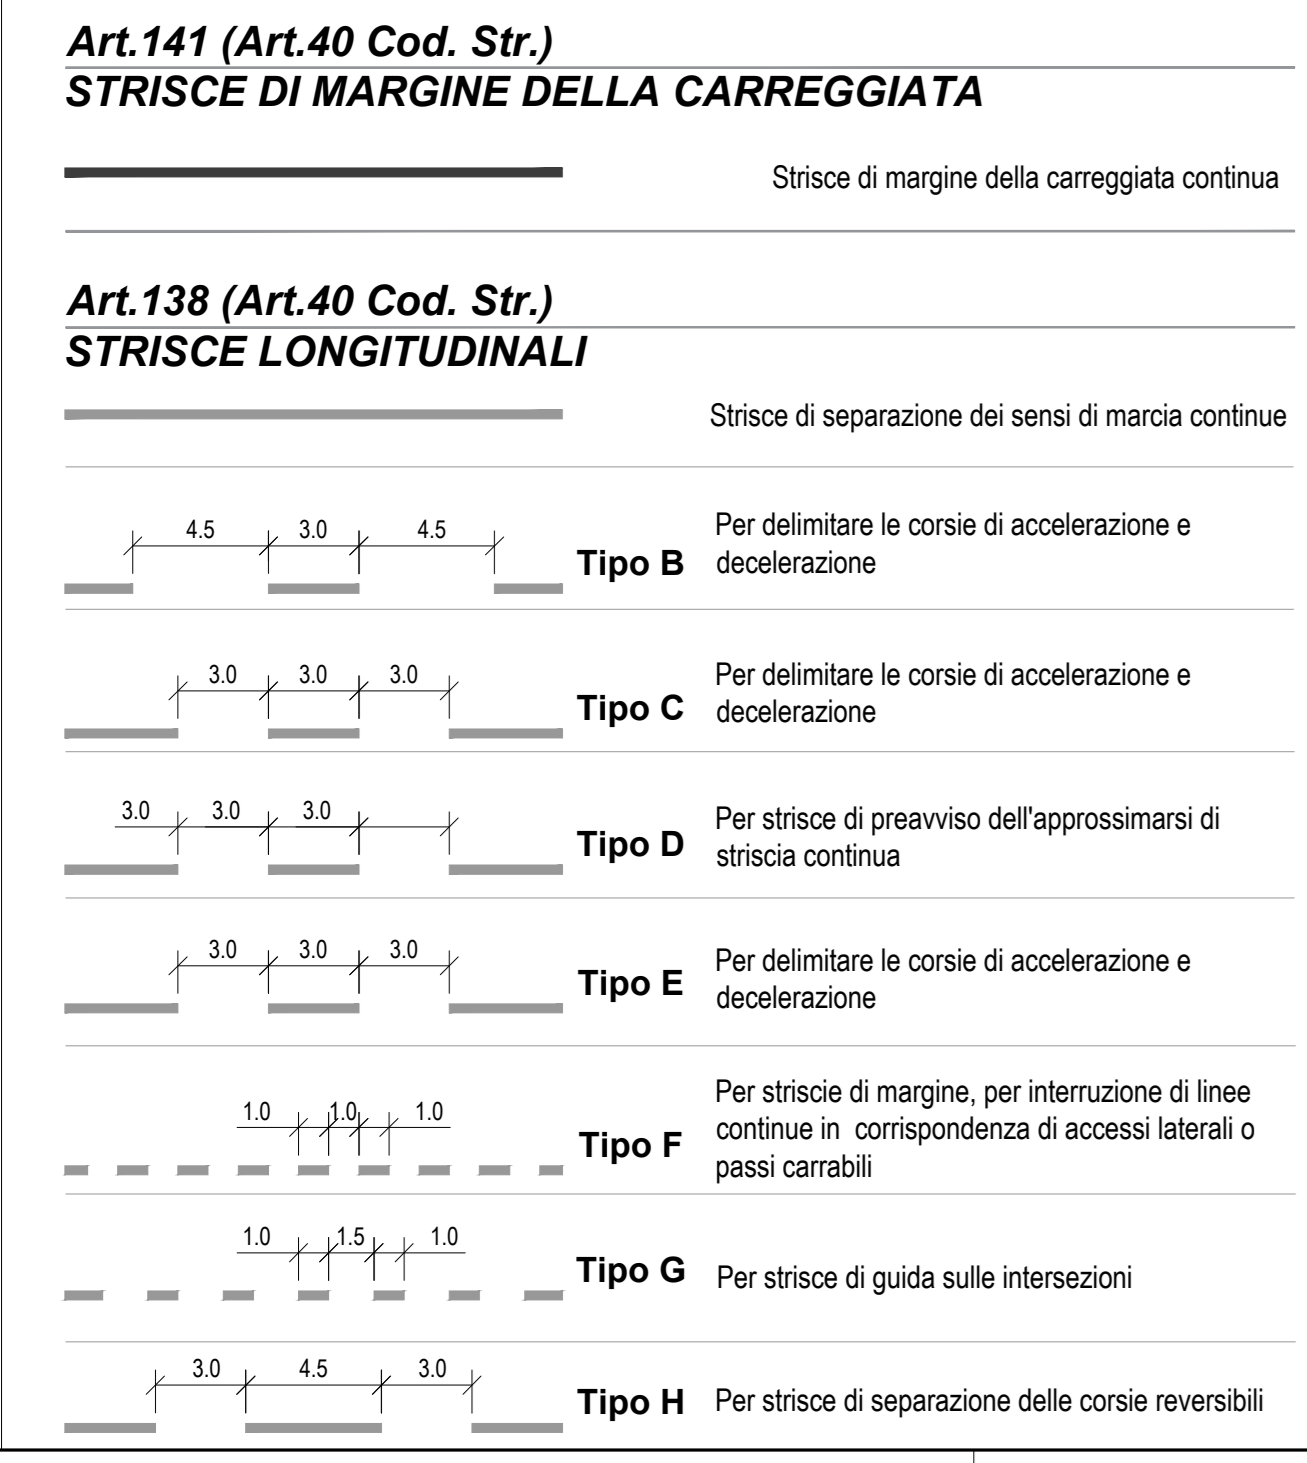 Art.141 (Art.40 Cod. Str.)
STRISCE DI MARGINE DELLA CARREGGIATA
Strisce di margine della carreggiata continua
Art.138 (Art.40 Cod. Str.)
STRISCE LONGITUDINALI
Strisce di separazione dei sensi di marcia continue
4.5 3.0 4.5
Tipo B
Per delimitare le corsie di accelerazione e
decelerazione
3.0 3.0 3.0
Tipo C
Per delimitare le corsie di accelerazione e
decelerazione
3.0 3.0 3.0
Tipo D
Per strisce di preavviso dell'approssimarsi di
striscia continua
3.0 3.0 3.0
Tipo E
Per delimitare le corsie di accelerazione e
decelerazione
1.0 1.0 1.0
Tipo F
Per striscie di margine, per interruzione di linee
continue in corrispondenza di accessi laterali o
passi carrabili
1.0 1.5 1.0
Tipo G
Per strisce di guida sulle intersezioni
3.0 4.5 3.0
Tipo H
Per strisce di separazione delle corsie reversibili